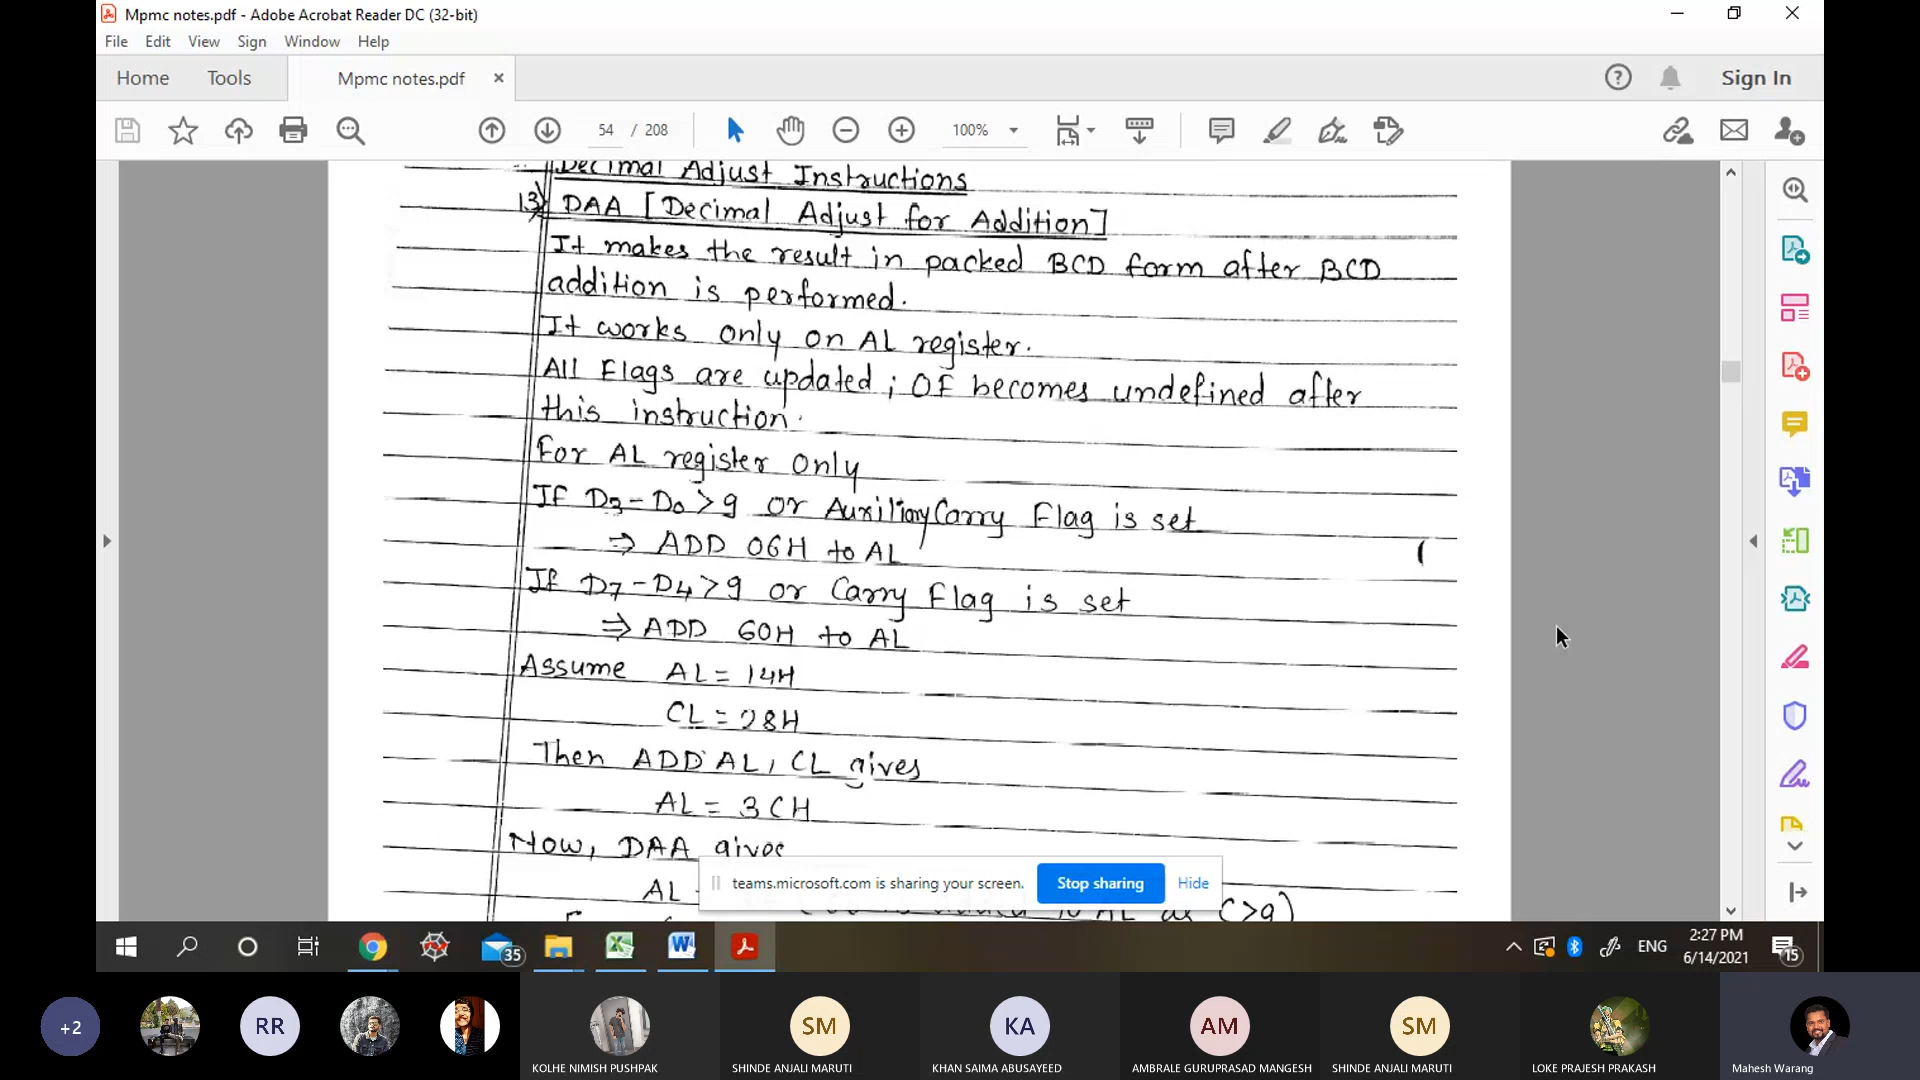 Mpmc notes.pdf - Adobe Acrobat Reader DC (32-bit)
File Edit View Sign Window Help
Home Tools Mpmc notes.pdf × Sign In
54 / 208 100%
Decimal Adjust Instructions
13) DAA [Decimal Adjust for Addition]
It makes the result in packed BCD form after BCD
addition is performed.
It works only on AL register.
All Flags are updated; OF becomes undefined after
this instruction.
For AL register only
If D3-D0>9 or Auxiliary Carry Flag is set
⇒ ADD 06H to AL
If D7-D4>9 or Carry Flag is set
⇒ ADD 60H to AL
Assume AL = 14H
CL = 28H
Then ADD AL, CL gives
AL = 3CH
Now, DAA gives
AL
to AL as C>9)
teams.microsoft.com is sharing your screen. Stop sharing Hide
35
ENG 2:27 PM
6/14/2021
15
+2 RR SM KA AM SM
KOLHE NIMISH PUSHPAK SHINDE ANJALI MARUTI KHAN SAIMA ABUSAYEED AMBRALE GURUPRASAD MANGESH SHINDE ANJALI MARUTI LOKE PRAJESH PRAKASH Mahesh Warang